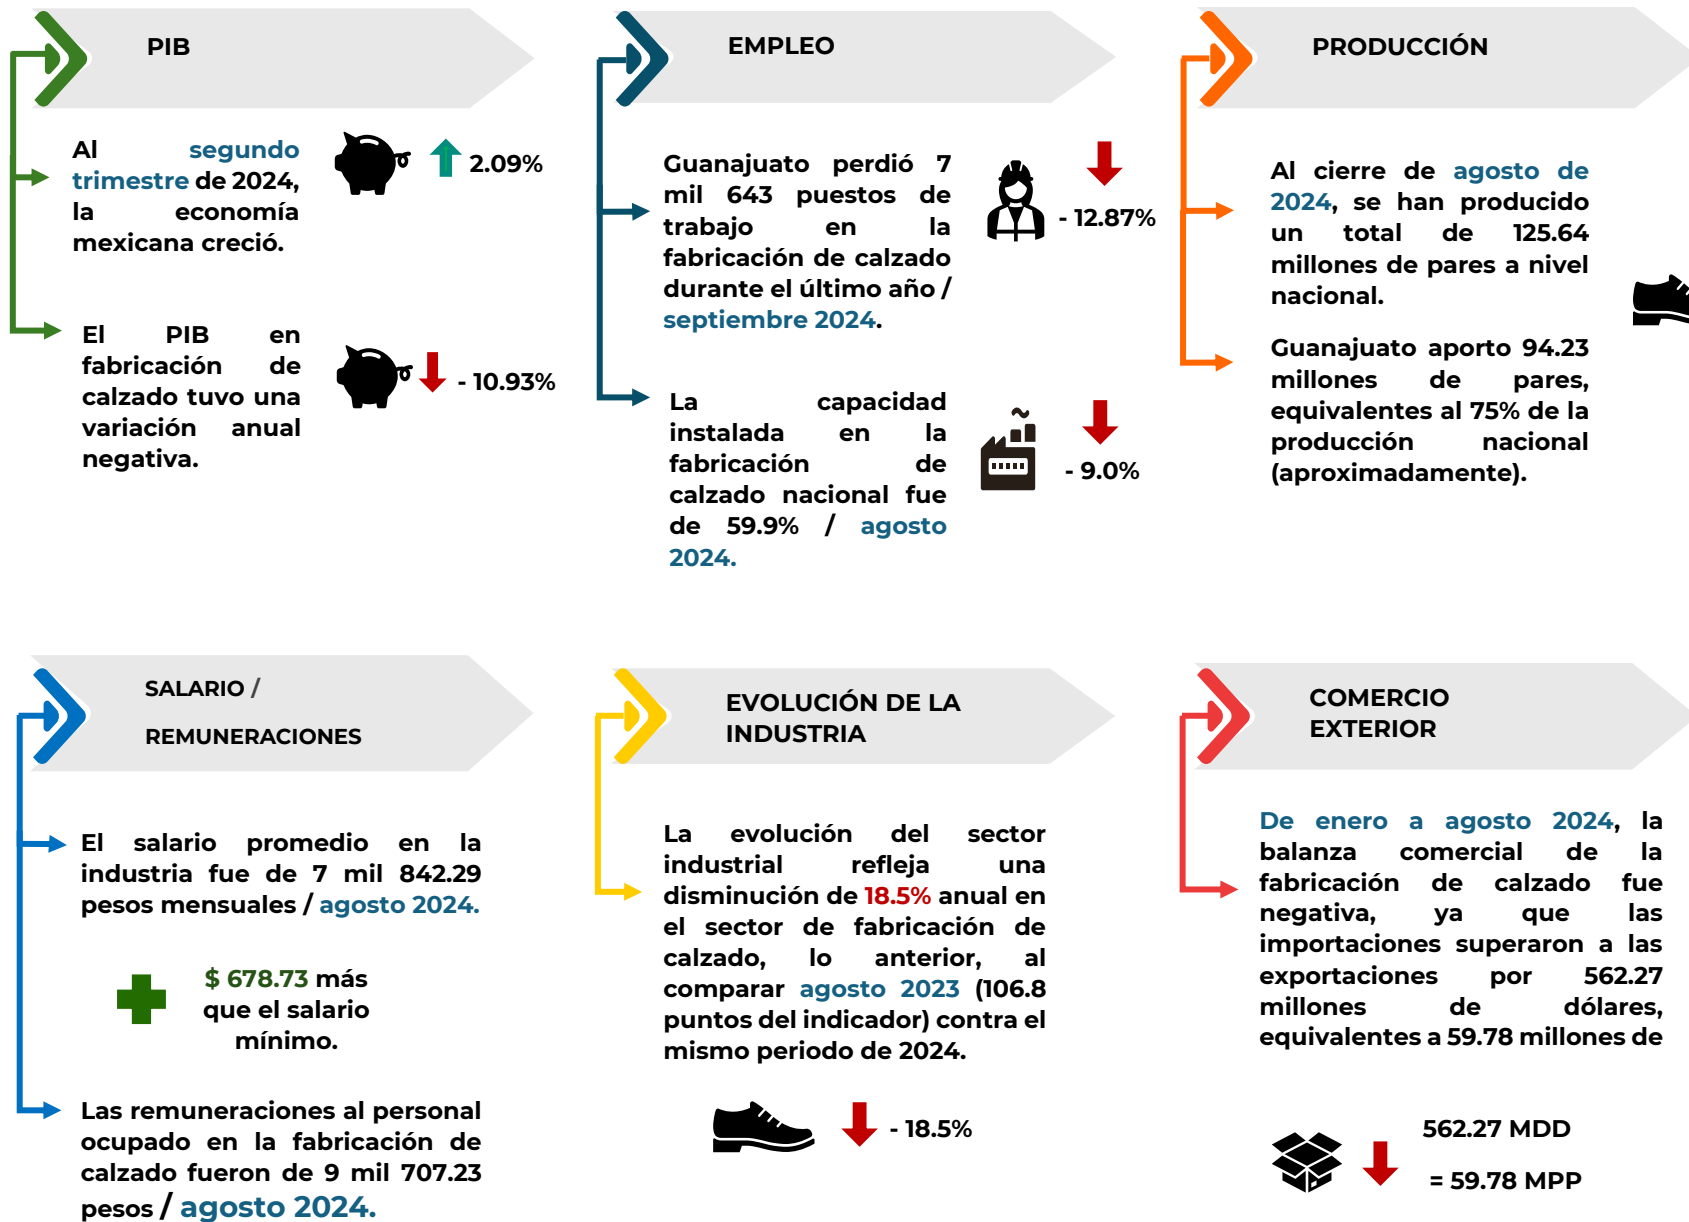 PIB
Al segundo
trimestre de 2024,
la economía
mexicana creció.
2.09%
El PIB en
fabricación de
calzado tuvo una
variación anual
negativa.
- 10.93%
EMPLEO
Guanajuato perdió 7
mil 643 puestos de
trabajo en la
fabricación de calzado
durante el último año /
septiembre 2024.
- 12.87%
La capacidad
instalada en la
fabricación de
calzado nacional fue
de 59.9% / agosto
2024.
- 9.0%
PRODUCCIÓN
Al cierre de agosto de
2024, se han producido
un total de 125.64
millones de pares a nivel
nacional.
Guanajuato aporto 94.23
millones de pares,
equivalentes al 75% de la
producción nacional
(aproximadamente).
SALARIO /
REMUNERACIONES
El salario promedio en la
industria fue de 7 mil 842.29
pesos mensuales / agosto 2024.
$ 678.73 más
que el salario
mínimo.
Las remuneraciones al personal
ocupado en la fabricación de
calzado fueron de 9 mil 707.23
pesos / agosto 2024.
EVOLUCIÓN DE LA
INDUSTRIA
La evolución del sector
industrial refleja una
disminución de 18.5% anual en
el sector de fabricación de
calzado, lo anterior, al
comparar agosto 2023 (106.8
puntos del indicador) contra el
mismo periodo de 2024.
- 18.5%
COMERCIO
EXTERIOR
De enero a agosto 2024, la
balanza comercial de la
fabricación de calzado fue
negativa, ya que las
importaciones superaron a las
exportaciones por 562.27
millones de dólares,
equivalentes a 59.78 millones de
562.27 MDD
= 59.78 MPP